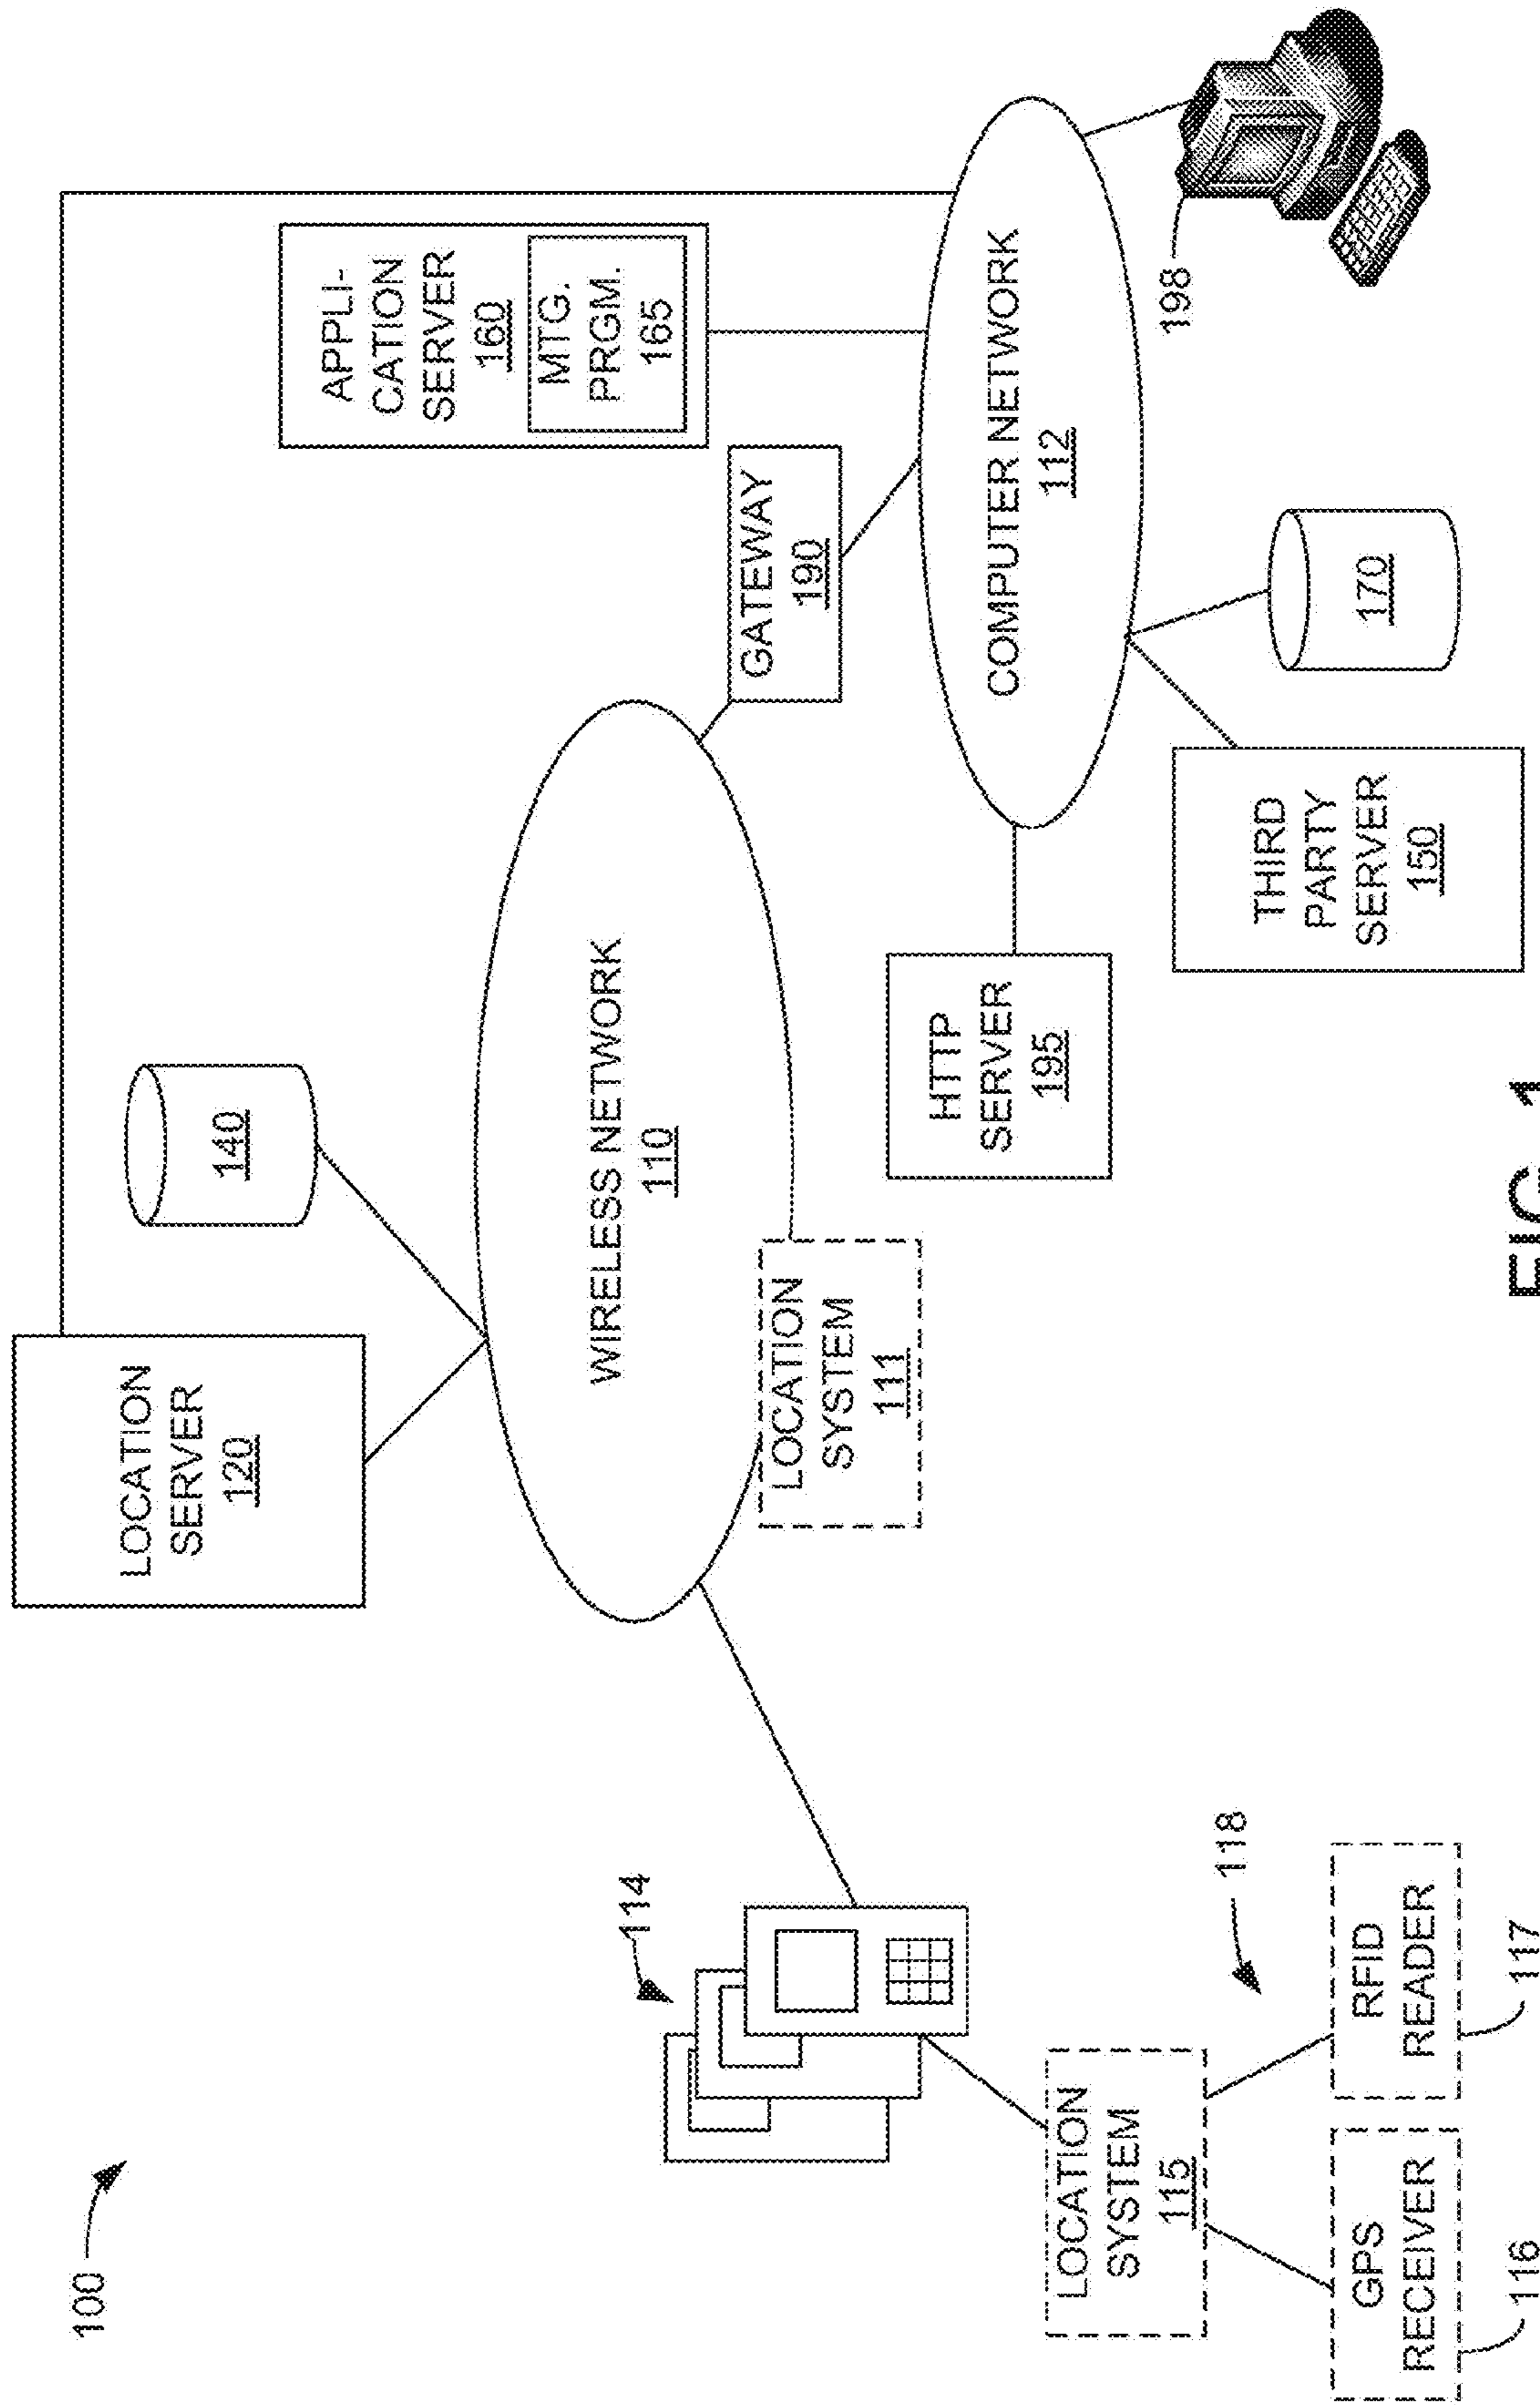 100
LOCATION
SERVER
120
140
APPLI-
CATION
SERVER
160
MTG.
PRGM.
165
114
WIRELESS NETWORK
110
GATEWAY
190
LOCATION
SYSTEM
111
COMPUTER NETWORK
112
HTTP
SERVER
195
198
LOCATION
SYSTEM
115
118
THIRD
PARTY
SERVER
150
170
GPS
RECEIVER
116
RFID
READER
117
FIG. 1